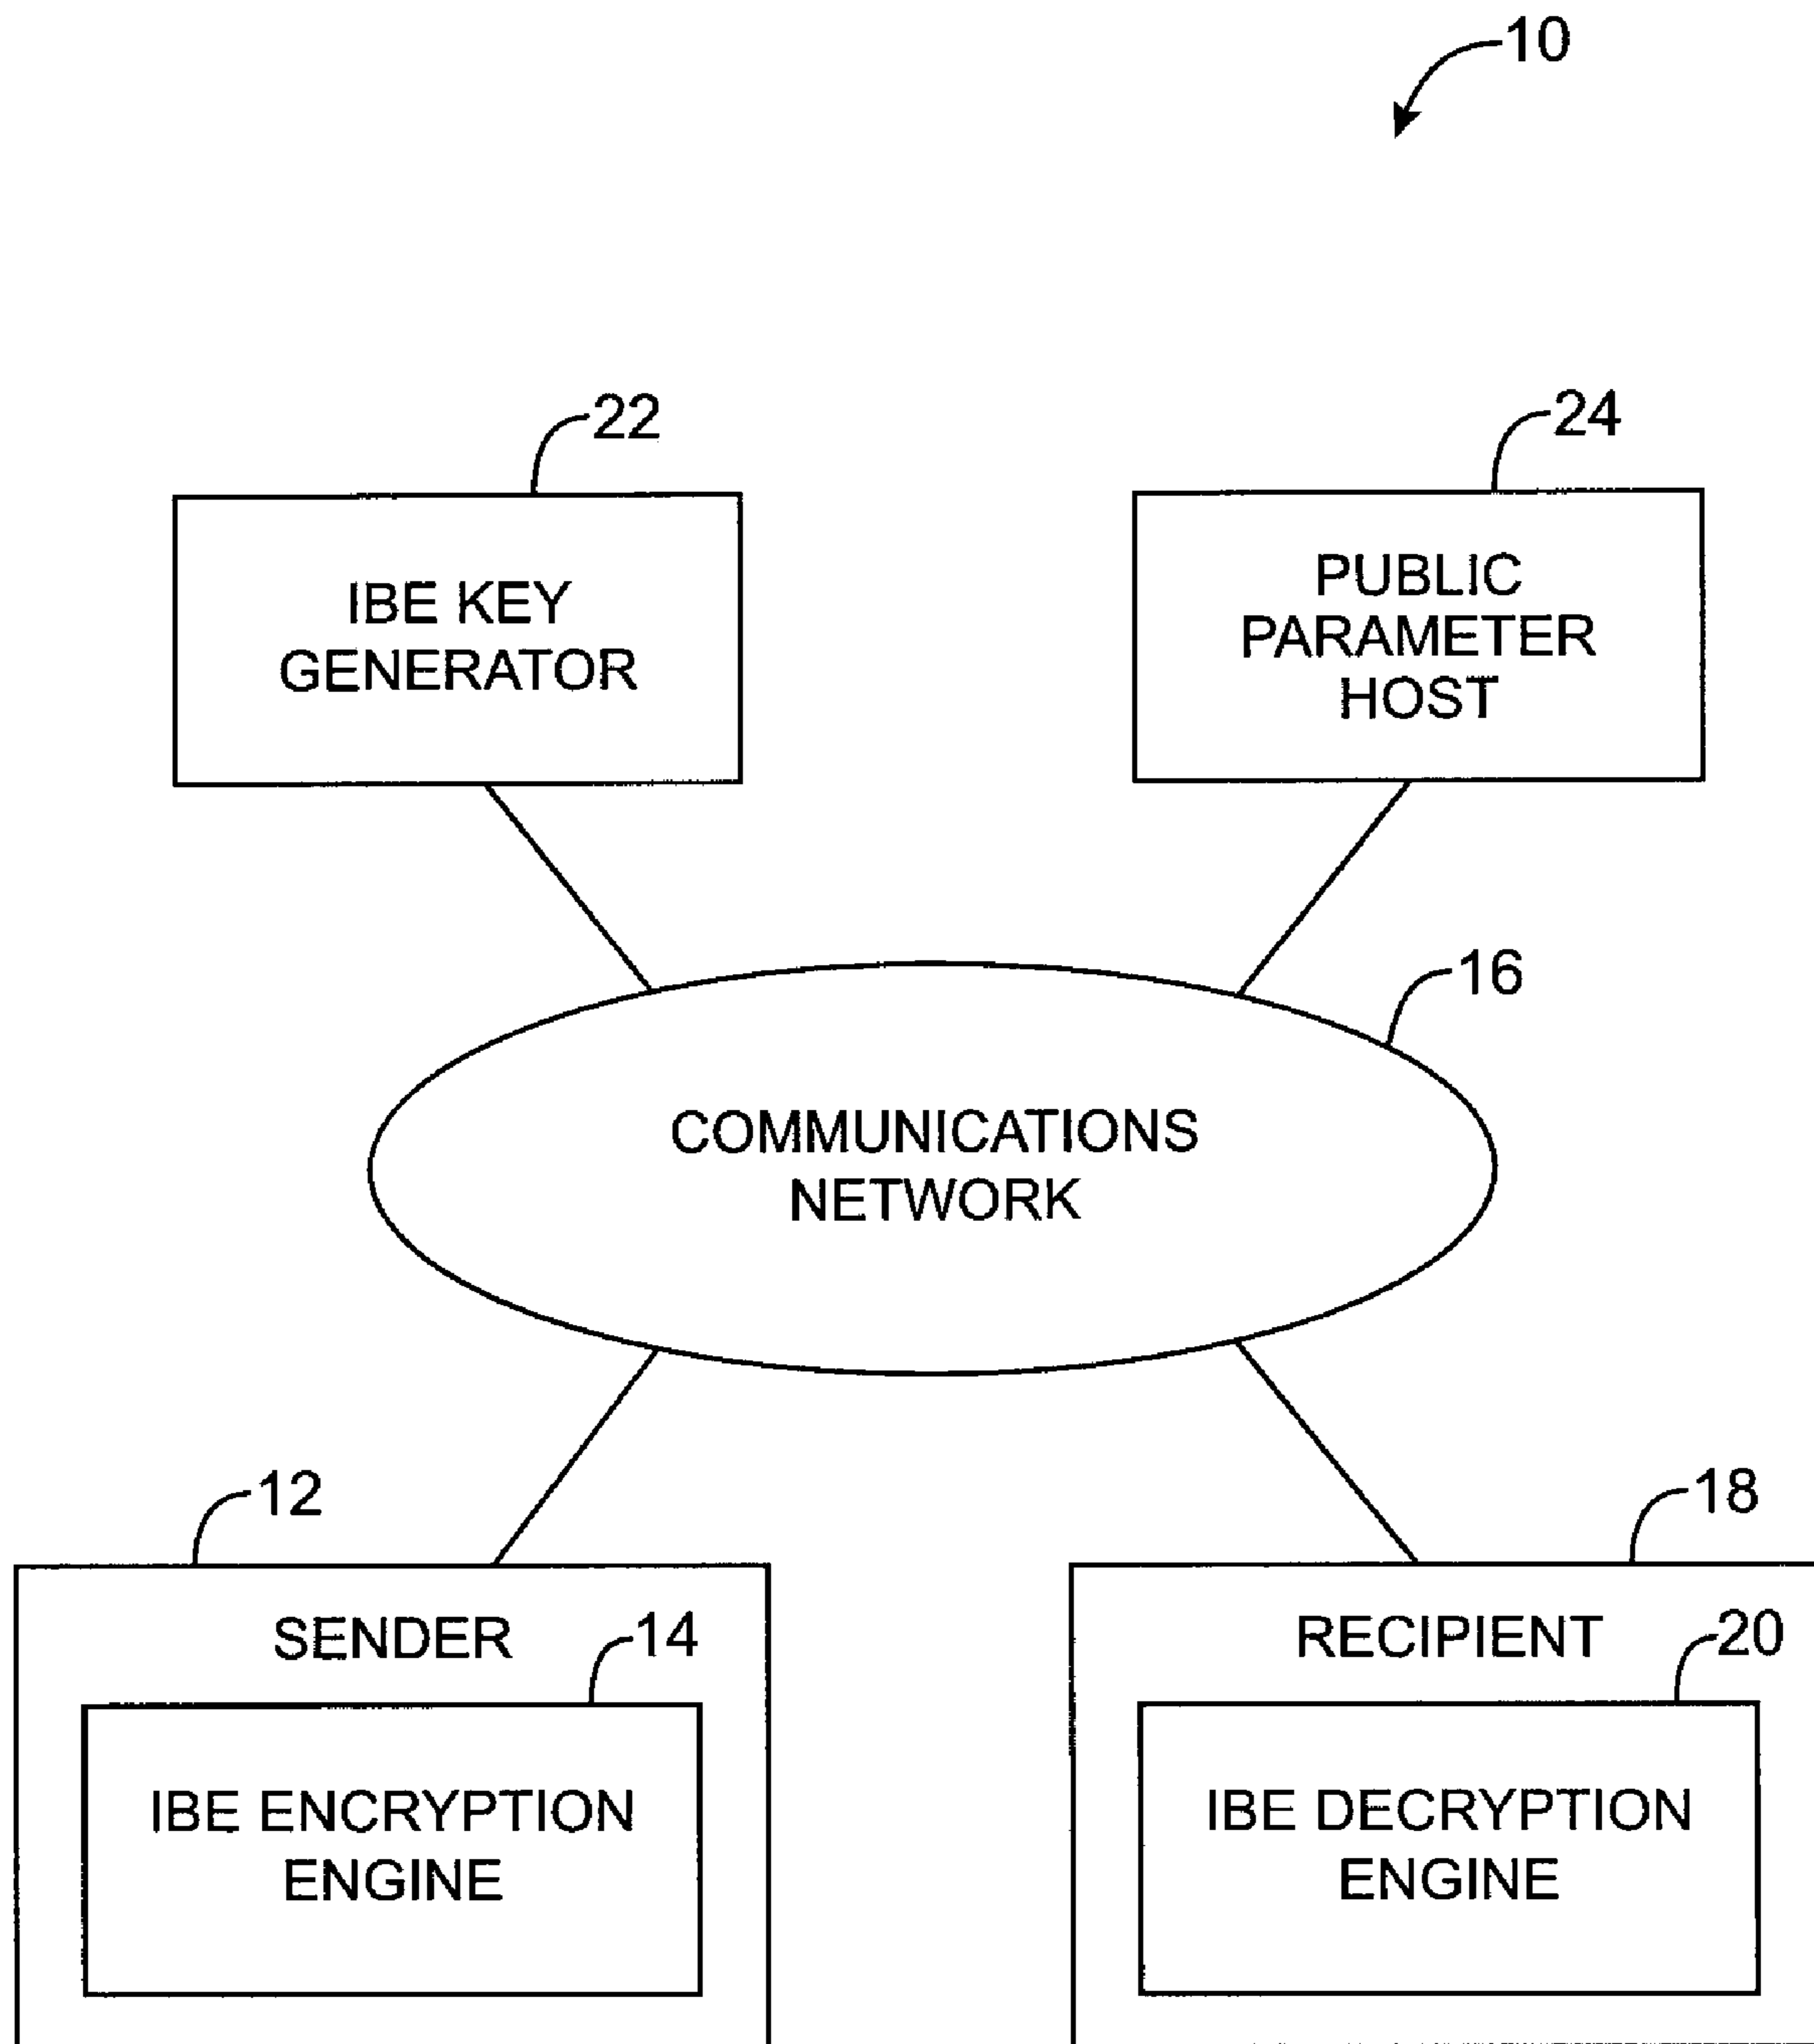 10
22
24
IBE KEY
GENERATOR
PUBLIC
PARAMETER
HOST
16
COMMUNICATIONS
NETWORK
12
18
SENDER
14
IBE ENCRYPTION
ENGINE
RECIPIENT
20
IBE DECRYPTION
ENGINE